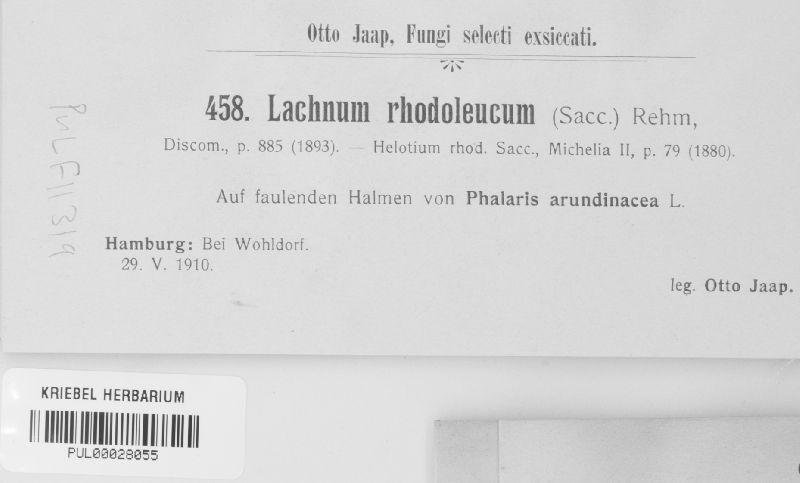 Otto Jaap, Fungi selecti exsiccati.
458. Lachnum rhodoleucum (Sacc.) Rehm,
Discom., p. 885 (1893). — Helotium rhod. Sacc., Michelia II, p. 79 (1880).
Auf faulenden Halmen von Phalaris arundinacea L.
Hamburg: Bei Wohldorf.
29. V. 1910.
leg. Otto Jaap.
PUL F11319
KRIEBEL HERBARIUM
PUL00028055